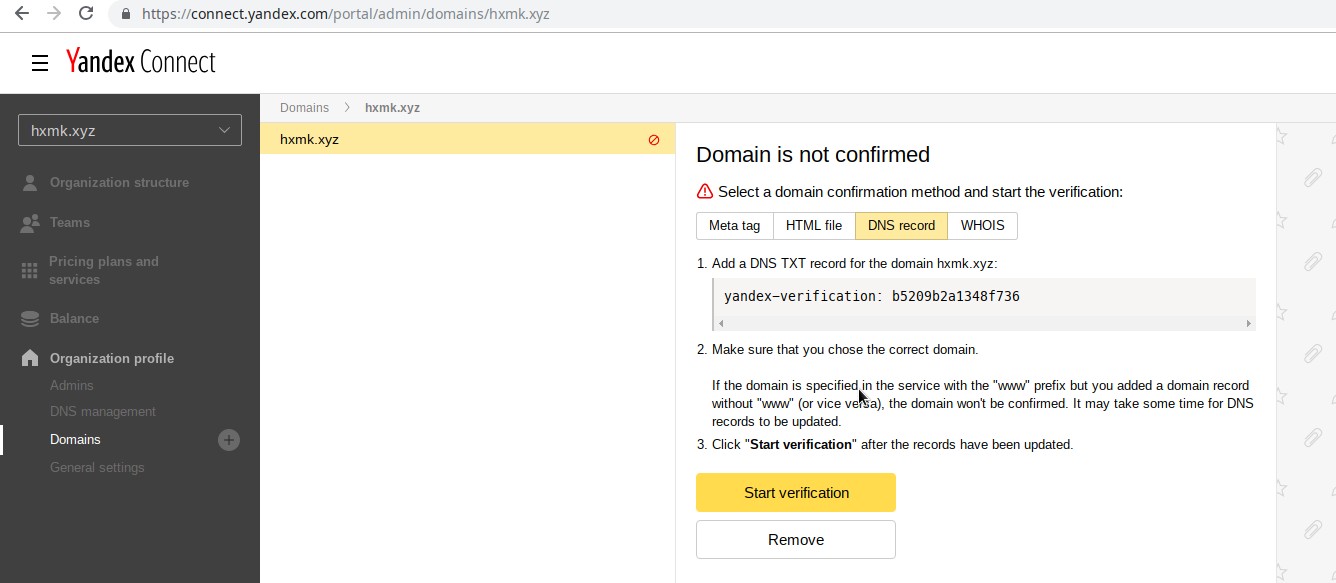 https://connect.yandex.com/portal/admin/domains/hxmk.xyz
Yandex Connect
hxmk.xyz
Organization structure
Teams
Pricing plans and
services
Balance
Organization profile
Admins
DNS management
Domains
General settings
Domains > hxmk.xyz
hxmk.xyz
Domain is not confirmed
Select a domain confirmation method and start the verification:
Meta tag HTML file DNS record WHOIS
1. Add a DNS TXT record for the domain hxmk.xyz:
yandex-verification: b5209b2a1348f736
2. Make sure that you chose the correct domain.
If the domain is specified in the service with the "www" prefix but you added a domain record
without "www" (or vice versa), the domain won't be confirmed. It may take some time for DNS
records to be updated.
3. Click "Start verification" after the records have been updated.
Start verification
Remove